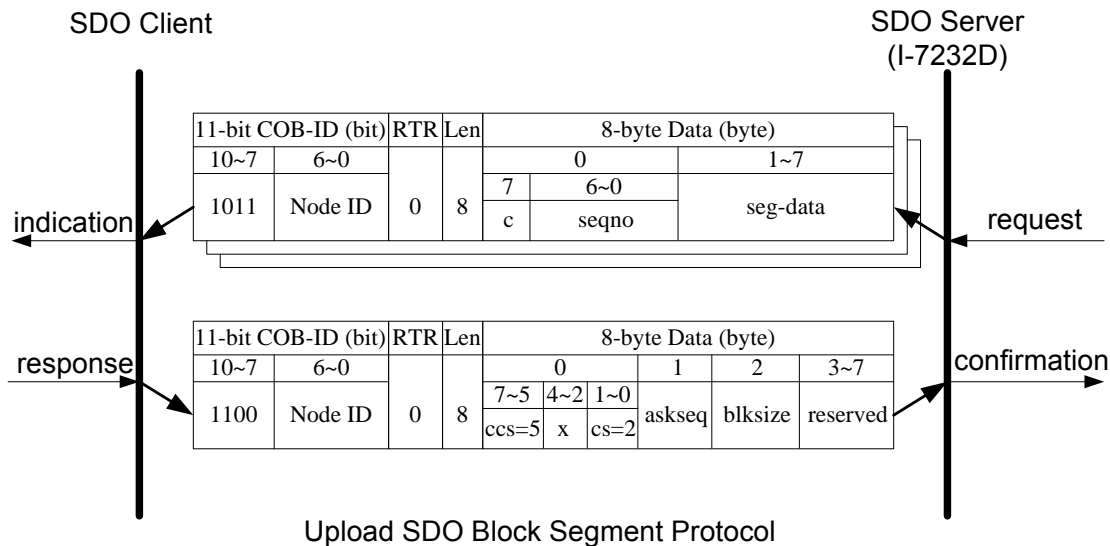 SDO Client
SDO Server
(I-7232D)
11-bit COB-ID (bit) RTR Len 8-byte Data (byte)
10~7 6~0 0 1~7
7 6~0
1011 Node ID 0 8 seg-data
c seqno
indication
request
11-bit COB-ID (bit) RTR Len 8-byte Data (byte)
response
confirmation
10~7 6~0 0 1 2 3~7
7~5 4~2 1~0
1100 Node ID 0 8 askseq blksize reserved
ccs=5 x cs=2
Upload SDO Block Segment Protocol